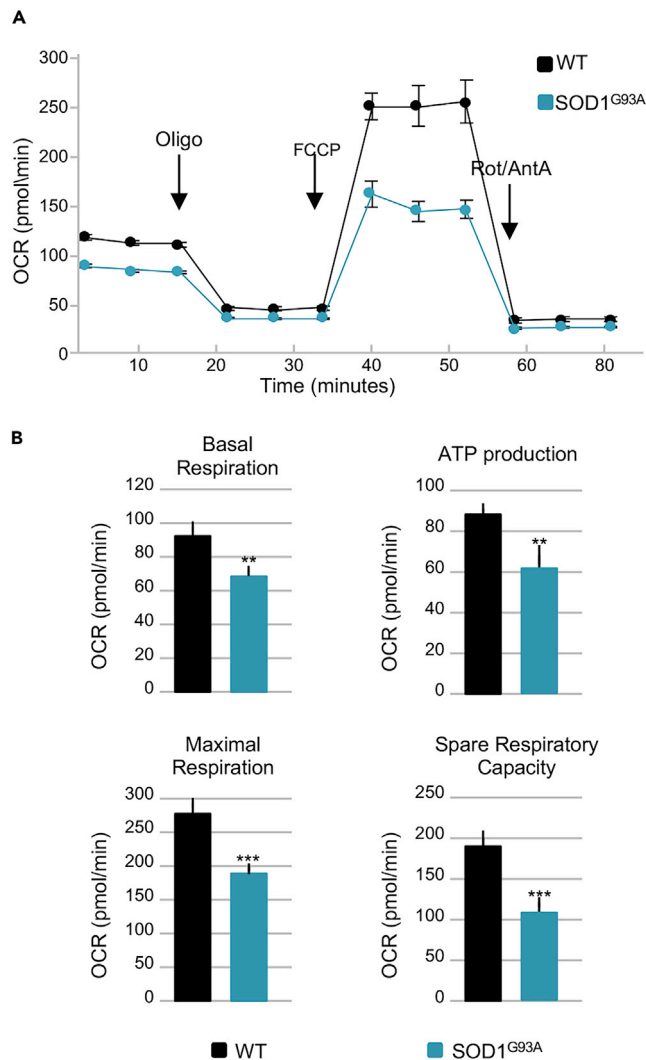 A
300
250
200
150
100
50
0
OCR (pmol\min)
WT
SOD1G93A
Oligo
FCCP
Rot/AntA
10 20 30 40 50 60 80
Time (minutes)
B
Basal
Respiration
120
100
80
60
40
20
0
OCR (pmol/min)
**
ATP production
100
80
60
40
20
0
OCR (pmol/min)
**
Maximal
Respiration
300
250
200
150
100
50
0
OCR (pmol/min)
***
Spare Respiratory
Capacity
250
200
150
100
50
0
OCR (pmol/min)
***
WT SOD1G93A